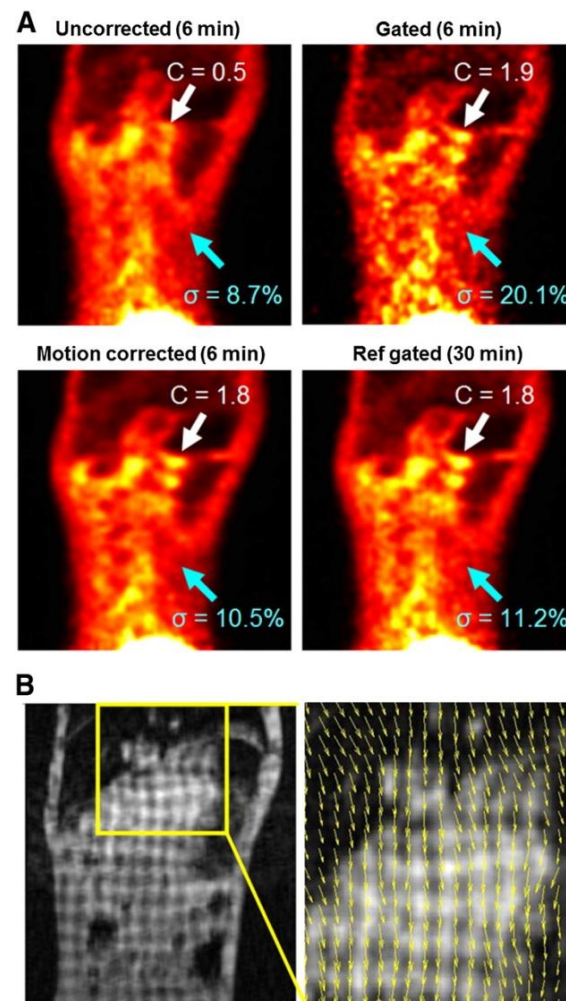 A
Uncorrected (6 min)
C = 0.5
σ = 8.7%
Gated (6 min)
C = 1.9
σ = 20.1%
Motion corrected (6 min)
C = 1.8
σ = 10.5%
Ref gated (30 min)
C = 1.8
σ = 11.2%
B